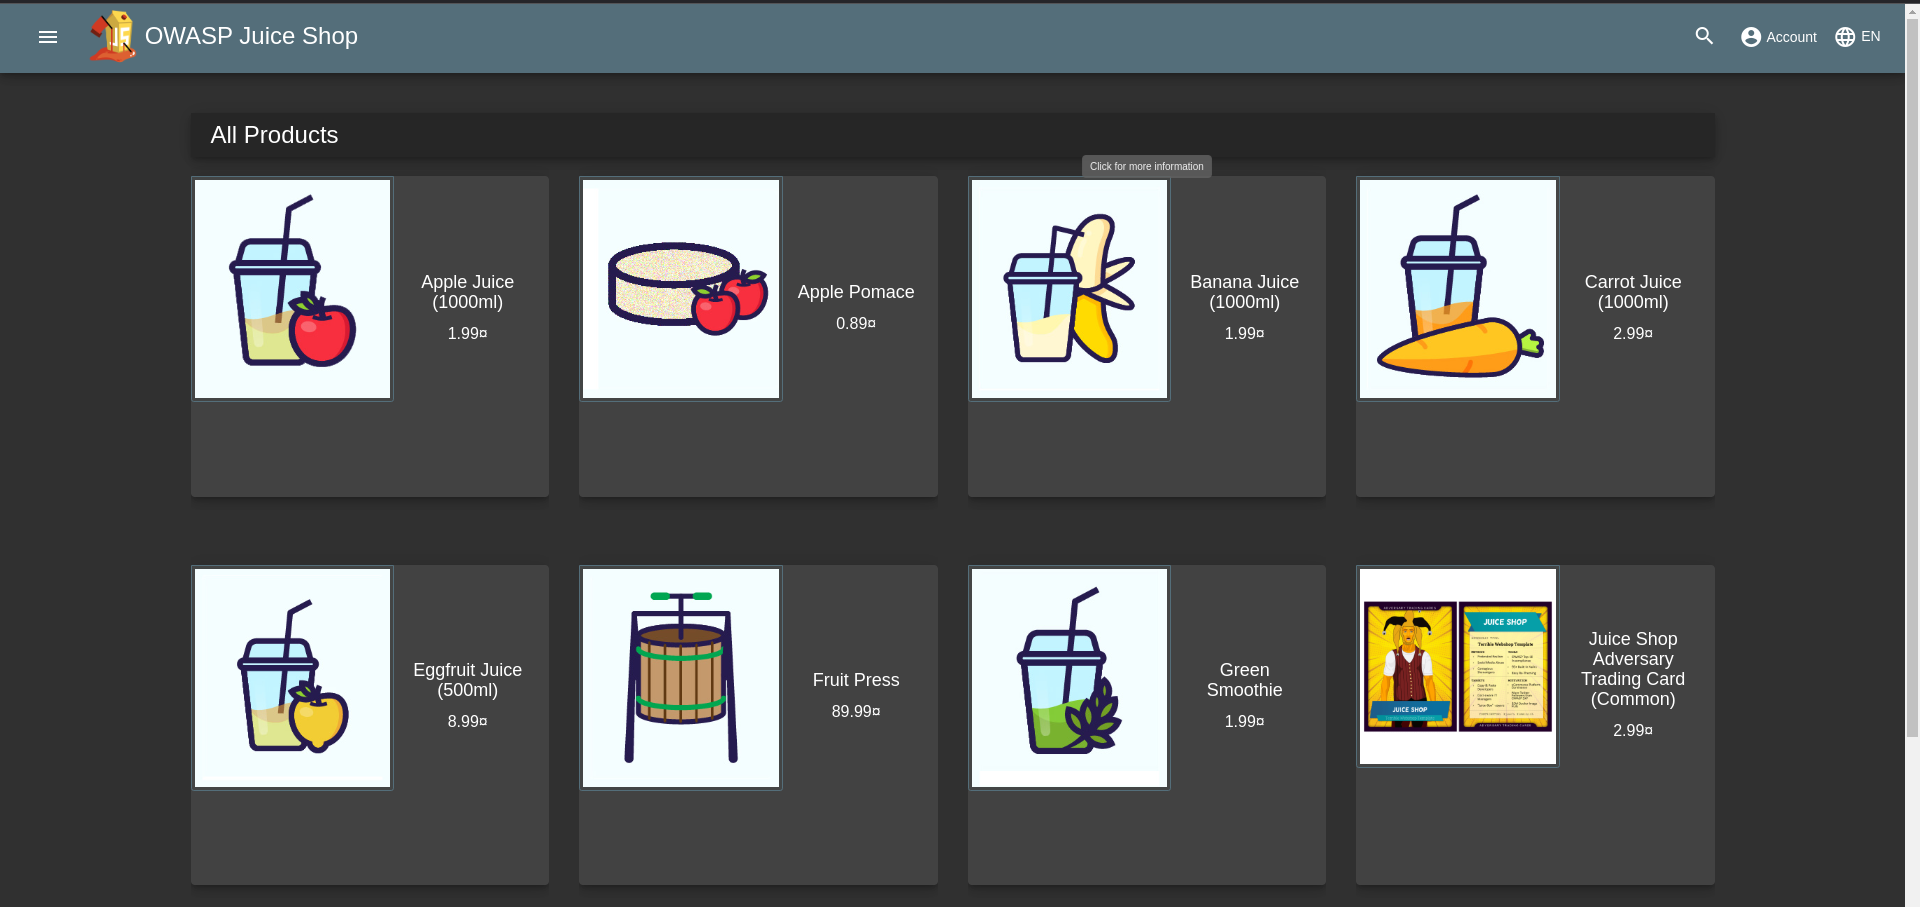 OWASP Juice Shop
Account
EN
All Products
Click for more information
Apple Juice
(1000ml)
1.99¤
Apple Pomace
0.89¤
Banana Juice
(1000ml)
1.99¤
Carrot Juice
(1000ml)
2.99¤
Eggfruit Juice
(500ml)
8.99¤
Fruit Press
89.99¤
Green
Smoothie
1.99¤
JUICE SHOP
JUICE SHOP
Juice Shop
Adversary
Trading Card
(Common)
2.99¤